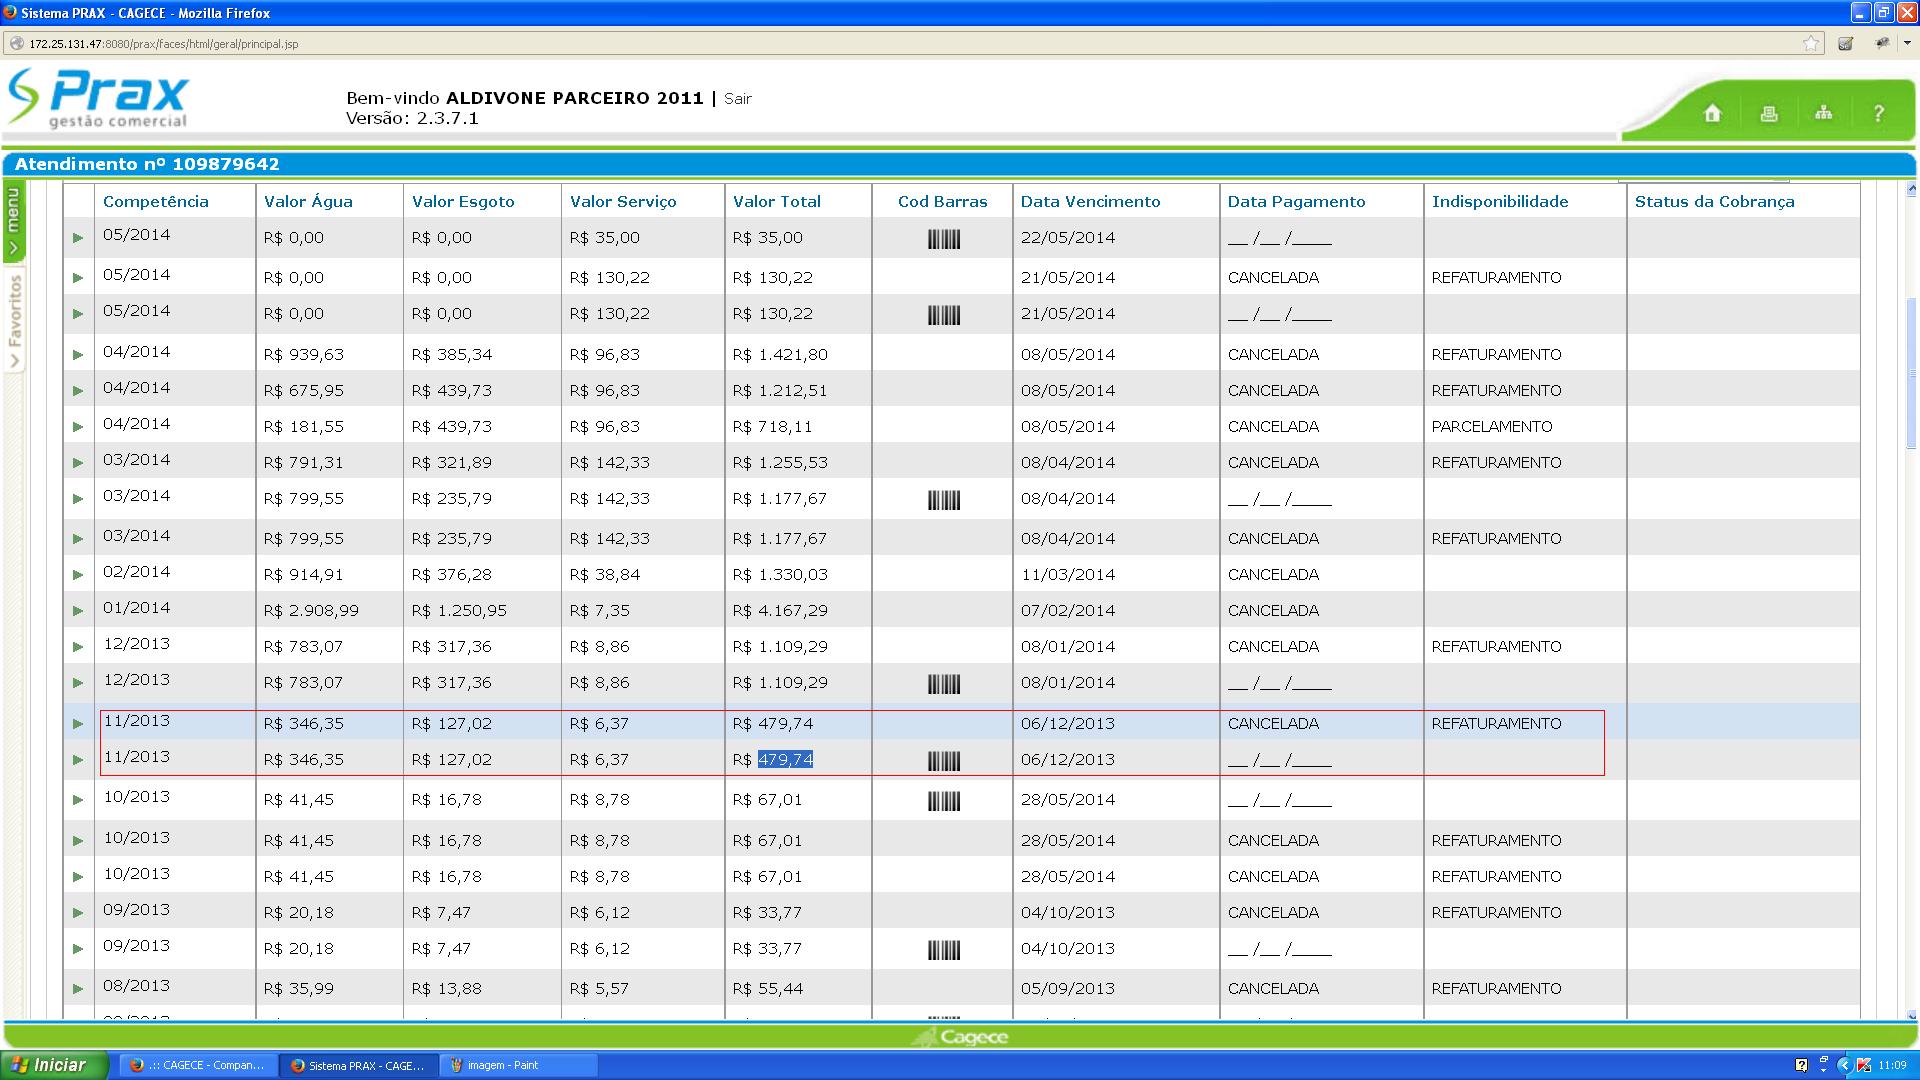 Sistema PRAX - CAGECE - Mozilla Firefox
172.25.131.47:8080/prax/faces/html/geral/principal.jsp
Prax
gestão comercial
Bem-vindo ALDIVONE PARCEIRO 2011 | Sair
Versão: 2.3.7.1
?
Atendimento nº 109879642
menu
Favoritos
Competência Valor Água Valor Esgoto Valor Serviço Valor Total Cod Barras Data Vencimento Data Pagamento Indisponibilidade Status da Cobrança
05/2014 R$ 0,00 R$ 0,00 R$ 35,00 R$ 35,00 22/05/2014 __ /__ /____
05/2014 R$ 0,00 R$ 0,00 R$ 130,22 R$ 130,22 21/05/2014 CANCELADA REFATURAMENTO
05/2014 R$ 0,00 R$ 0,00 R$ 130,22 R$ 130,22 21/05/2014 __ /__ /____
04/2014 R$ 939,63 R$ 385,34 R$ 96,83 R$ 1.421,80 08/05/2014 CANCELADA REFATURAMENTO
04/2014 R$ 675,95 R$ 439,73 R$ 96,83 R$ 1.212,51 08/05/2014 CANCELADA REFATURAMENTO
04/2014 R$ 181,55 R$ 439,73 R$ 96,83 R$ 718,11 08/05/2014 CANCELADA PARCELAMENTO
03/2014 R$ 791,31 R$ 321,89 R$ 142,33 R$ 1.255,53 08/04/2014 CANCELADA REFATURAMENTO
03/2014 R$ 799,55 R$ 235,79 R$ 142,33 R$ 1.177,67 08/04/2014 __ /__ /____
03/2014 R$ 799,55 R$ 235,79 R$ 142,33 R$ 1.177,67 08/04/2014 CANCELADA REFATURAMENTO
02/2014 R$ 914,91 R$ 376,28 R$ 38,84 R$ 1.330,03 11/03/2014 CANCELADA
01/2014 R$ 2.908,99 R$ 1.250,95 R$ 7,35 R$ 4.167,29 07/02/2014 CANCELADA
12/2013 R$ 783,07 R$ 317,36 R$ 8,86 R$ 1.109,29 08/01/2014 CANCELADA REFATURAMENTO
12/2013 R$ 783,07 R$ 317,36 R$ 8,86 R$ 1.109,29 08/01/2014 __ /__ /____
11/2013 R$ 346,35 R$ 127,02 R$ 6,37 R$ 479,74 06/12/2013 CANCELADA REFATURAMENTO
11/2013 R$ 346,35 R$ 127,02 R$ 6,37 R$ 479,74 06/12/2013 __ /__ /____
10/2013 R$ 41,45 R$ 16,78 R$ 8,78 R$ 67,01 28/05/2014 __ /__ /____
10/2013 R$ 41,45 R$ 16,78 R$ 8,78 R$ 67,01 28/05/2014 CANCELADA REFATURAMENTO
10/2013 R$ 41,45 R$ 16,78 R$ 8,78 R$ 67,01 28/05/2014 CANCELADA REFATURAMENTO
09/2013 R$ 20,18 R$ 7,47 R$ 6,12 R$ 33,77 04/10/2013 CANCELADA REFATURAMENTO
09/2013 R$ 20,18 R$ 7,47 R$ 6,12 R$ 33,77 04/10/2013 __ /__ /____
08/2013 R$ 35,99 R$ 13,88 R$ 5,57 R$ 55,44 05/09/2013 CANCELADA REFATURAMENTO
Cagece
Iniciar .:: CAGECE - Compan... Sistema PRAX - CAGE... imagem - Paint 11:09